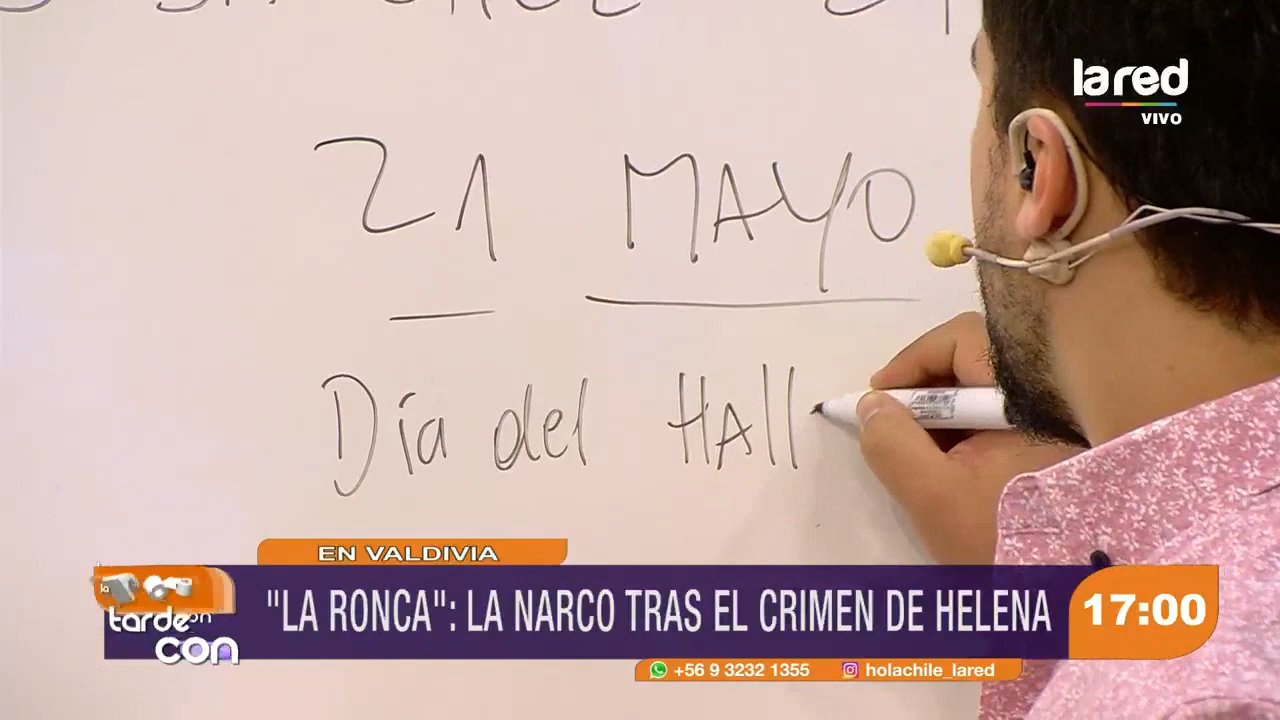 lared
VIVO
21 MAYO
Día del HAll
EN VALDIVIA
"LA RONCA": LA NARCO TRAS EL CRIMEN DE HELENA
17:00
la
tarde
con
+56 9 3232 1355 holachile_lared